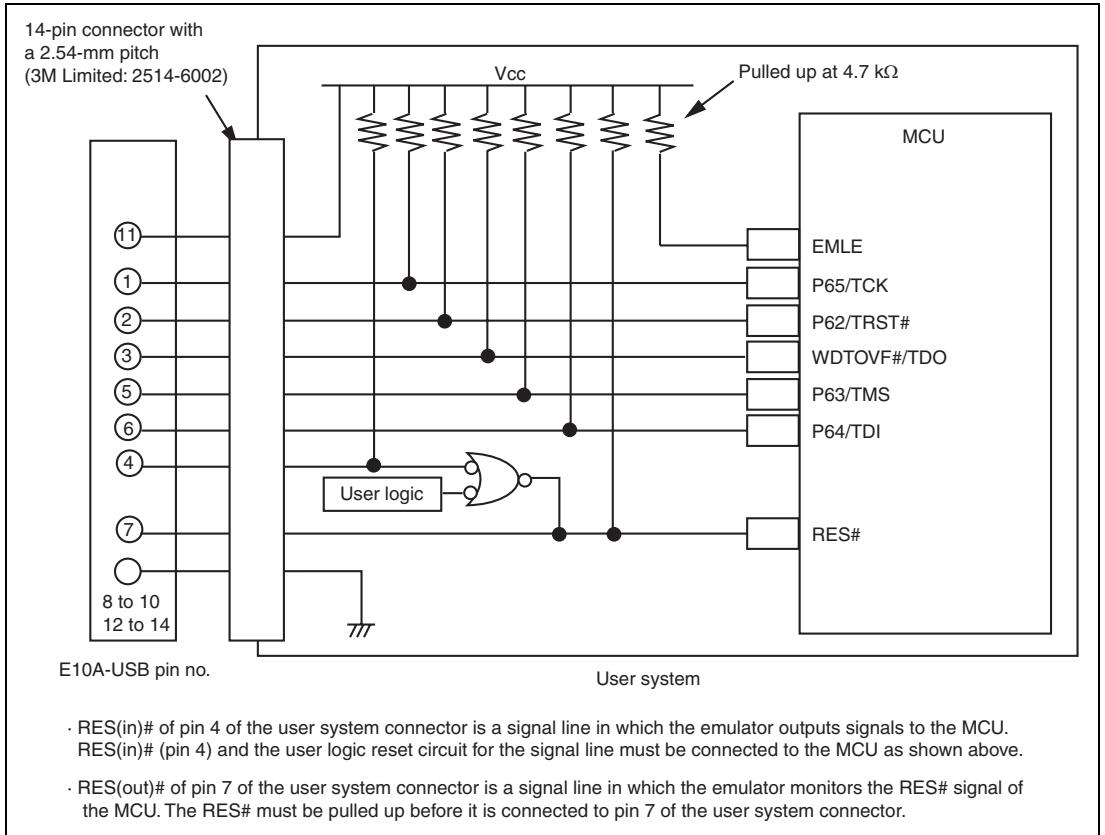 14-pin connector with
a 2.54-mm pitch
(3M Limited: 2514-6002)
Vcc
Pulled up at 4.7 kΩ
MCU
11
EMLE
1
P65/TCK
2
P62/TRST#
3
WDTOVF#/TDO
5
P63/TMS
6
P64/TDI
4
User logic
7
RES#
8 to 10
12 to 14
E10A-USB pin no.
User system
· RES(in)# of pin 4 of the user system connector is a signal line in which the emulator outputs signals to the MCU.
RES(in)# (pin 4) and the user logic reset circuit for the signal line must be connected to the MCU as shown above.
· RES(out)# of pin 7 of the user system connector is a signal line in which the emulator monitors the RES# signal of
the MCU. The RES# must be pulled up before it is connected to pin 7 of the user system connector.